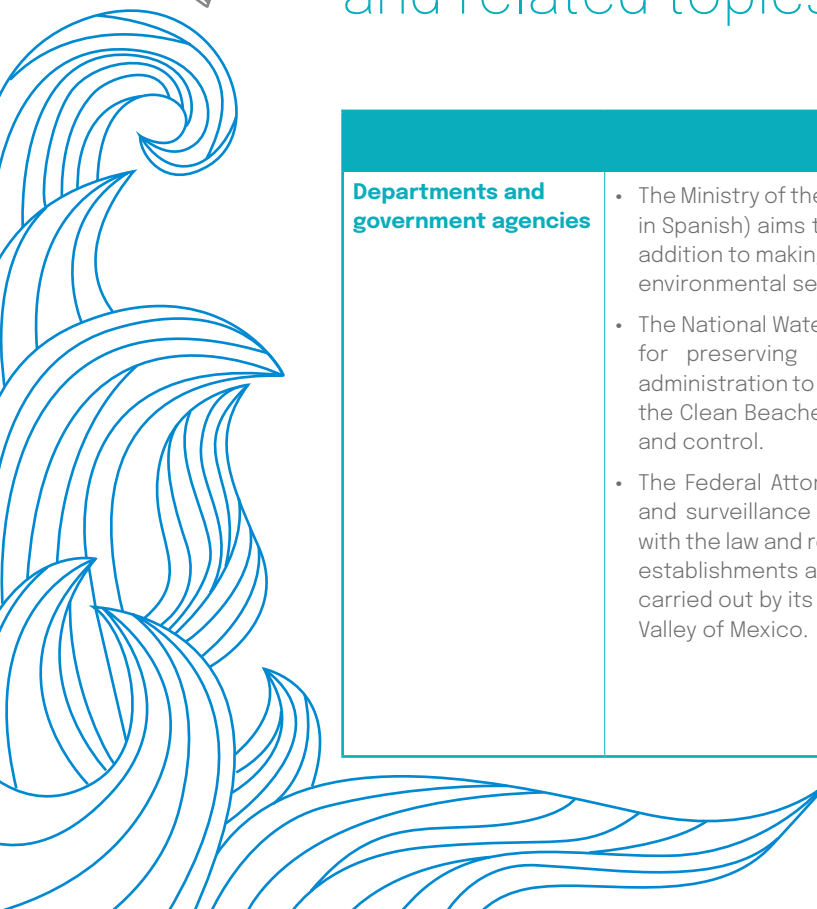 and related topics
Departments and
government agencies
• The Ministry of the
in Spanish) aims t
addition to makin
environmental se
• The National Wate
for preserving
administration to
the Clean Beache
and control.
• The Federal Attor
and surveillance
with the law and r
establishments a
carried out by its
Valley of Mexico.